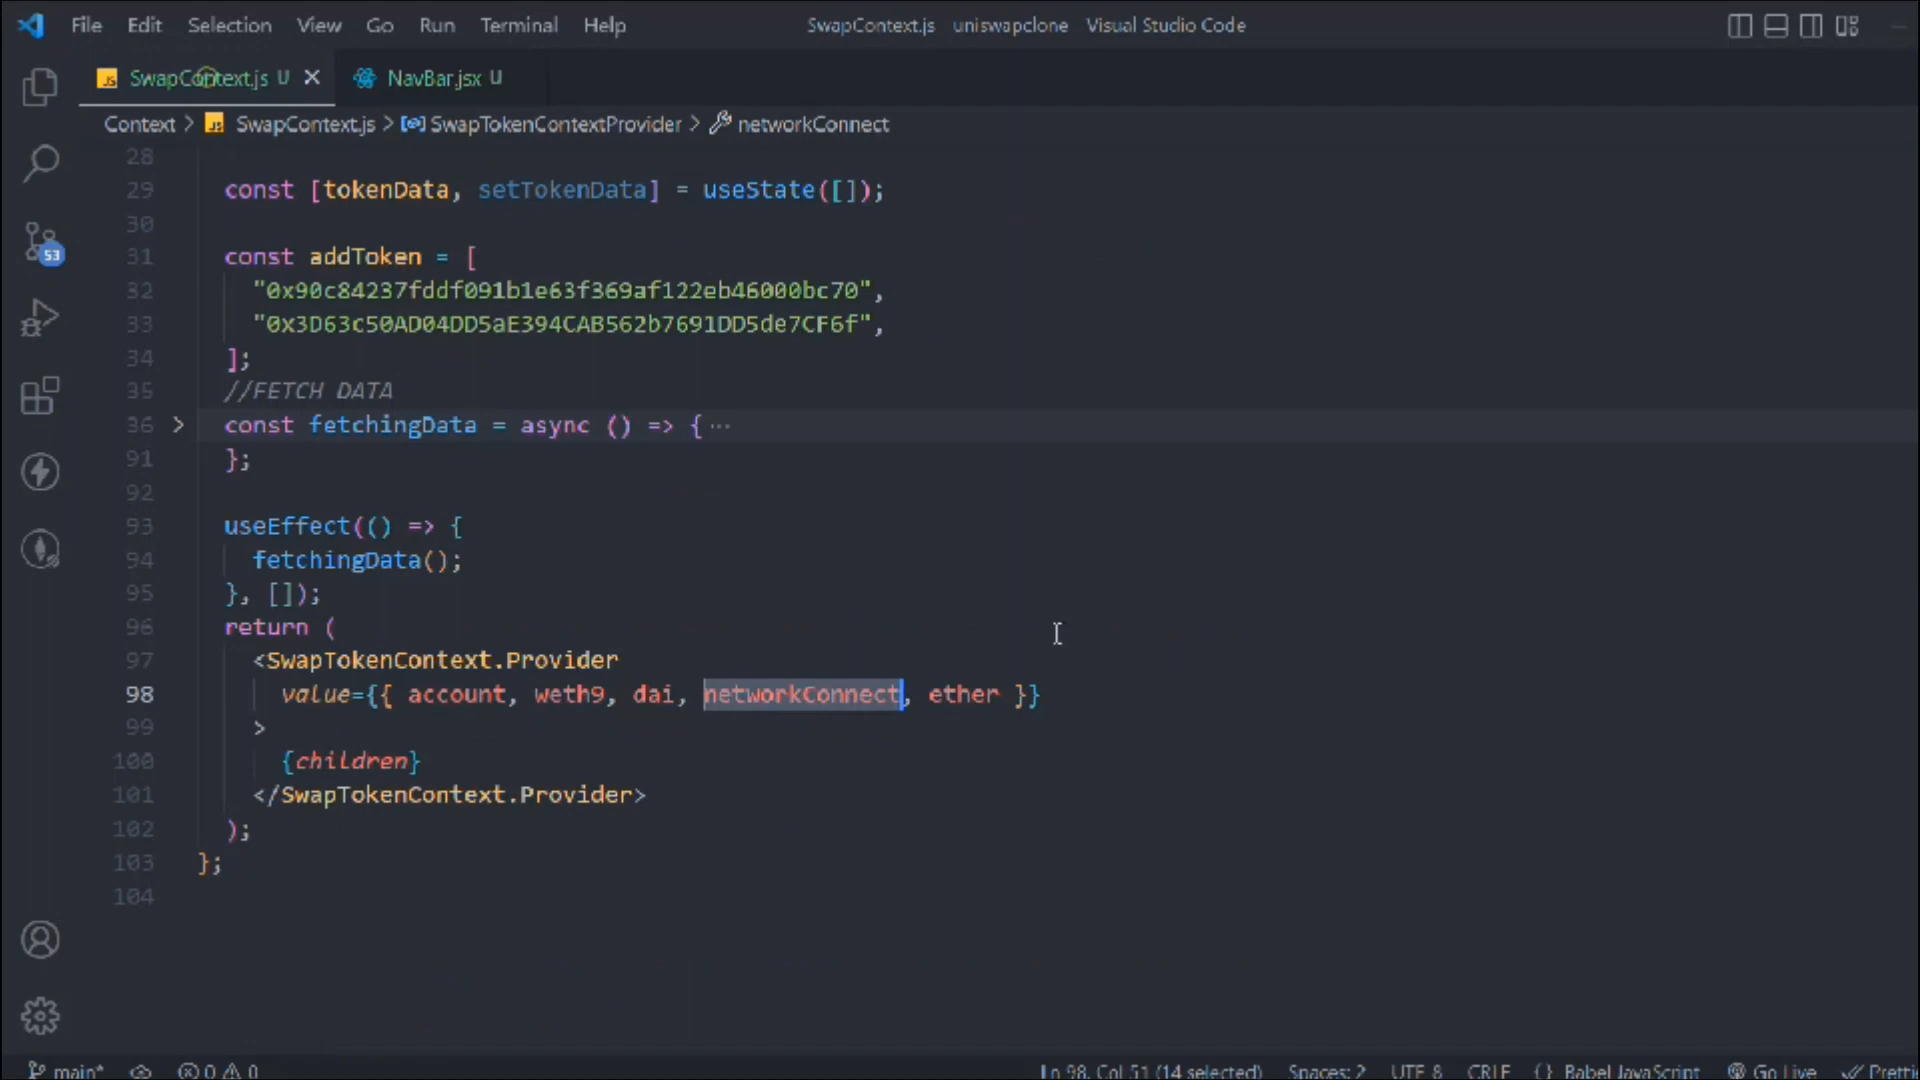 File Edit Selection View Go Run Terminal Help SwapContext.js uniswapclone Visual Studio Code
JS SwapContext.js U NavBar.jsx U
Context > JS SwapContext.js > SwapTokenContextProvider > networkConnect
28
29 const [tokenData, setTokenData] = useState([]);
30
31 const addToken = [
32 "0x90c84237fddf091b1e63f369af122eb46000bc70",
33 "0x3D63c50AD04DD5aE394CAB562b7691DD5de7CF6f",
34 ];
35 //FETCH DATA
36 > const fetchingData = async () => { ···
91 };
92
93 useEffect(() => {
94 fetchingData();
95 }, []);
96 return (
97 <SwapTokenContext.Provider
98 value={{ account, weth9, dai, networkConnect, ether }}
99 >
100 {children}
101 </SwapTokenContext.Provider>
102 );
103 };
104
53
main* 0 0 Ln 98, Col 51 (14 selected) Spaces: 2 UTF 8 CRLF {} Babel JavaScript Go Live Pretti